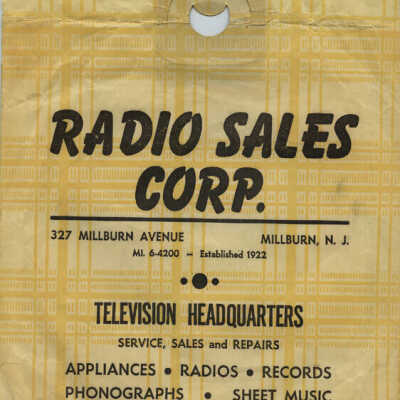 RADIO SALES
CORP.
327 MILLBURN AVENUE MILLBURN, N. J.
MI. 6-4200 — Established 1922
TELEVISION HEADQUARTERS
SERVICE, SALES and REPAIRS
APPLIANCES • RADIOS • RECORDS
PHONOGRAPHS • SHEET MUSIC